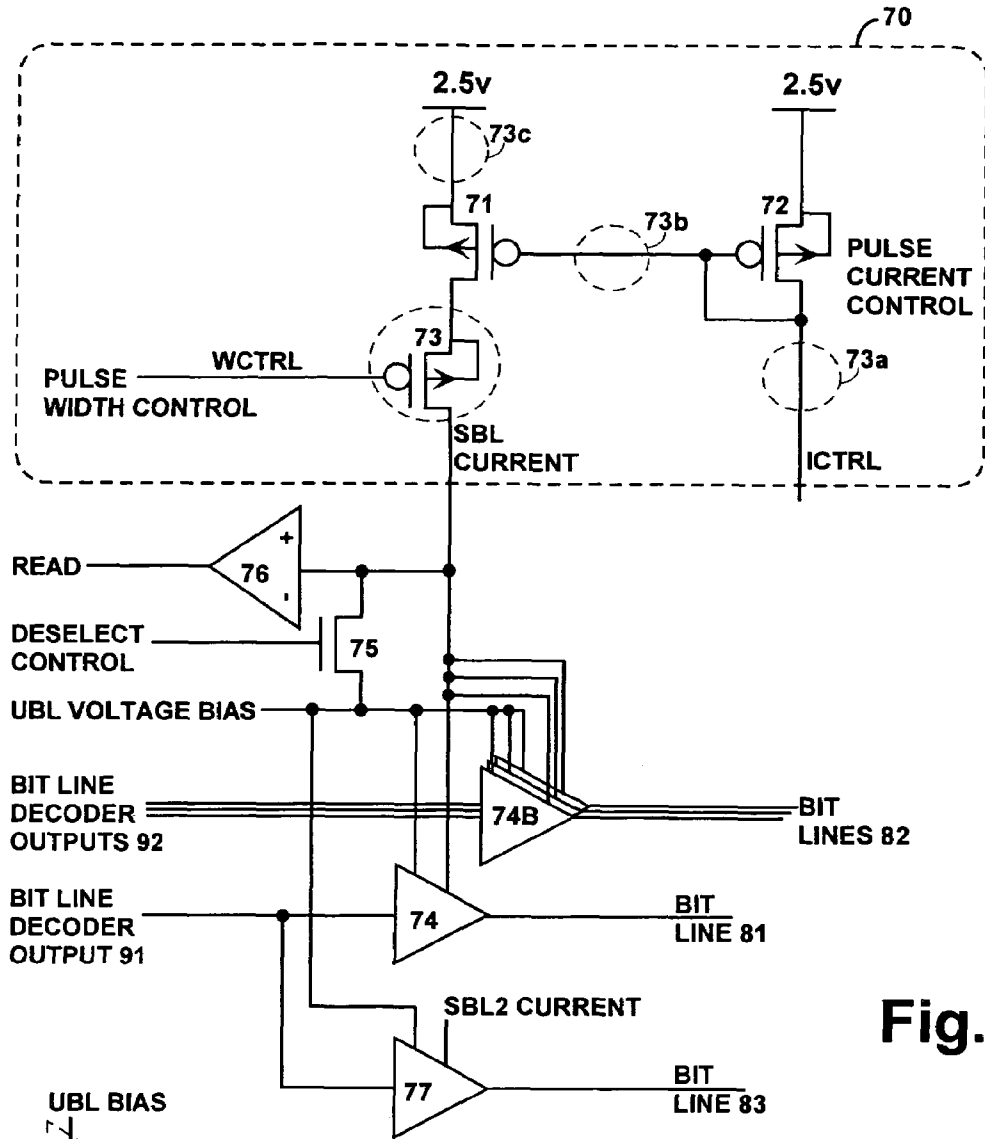 70
2.5v
2.5v
73c
71
73b
72
PULSE
CURRENT
CONTROL
73
WCTRL
PULSE
WIDTH CONTROL
73a
SBL
CURRENT
ICTRL
+
READ
76
-
DESELECT
CONTROL
75
UBL VOLTAGE BIAS
BIT LINE
DECODER
OUTPUTS 92
74B
BIT
LINES 82
BIT LINE
DECODER
OUTPUT 91
74
BIT
LINE 81
SBL2 CURRENT
Fig.
77
BIT
LINE 83
UBL BIAS